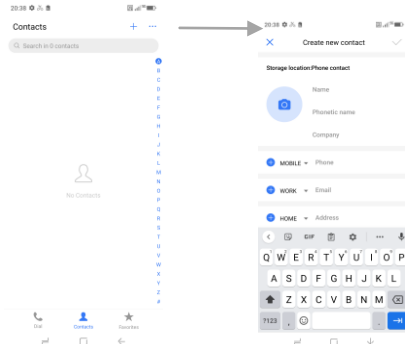 20:38
Contacts
Search in 0 contacts
B
C
D
E
F
G
H
I
J
K
L
M
N
O
P
Q
R
S
T
U
V
W
X
Y
Z
#
No Contacts
Dial
Contacts
Favorites
20:38
Create new contact
Storage location:Phone contact
Name
Phonetic name
Company
MOBILE
Phone
WORK
Email
HOME
Address
GIF
Q W E R T Y U I O P
A S D F G H J K L
Z X C V B N M
?123 , .